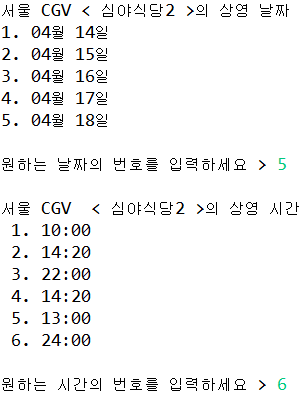 서울 CGV < 심야식당2 >의 상영 날짜
1. 04월 14일
2. 04월 15일
3. 04월 16일
4. 04월 17일
5. 04월 18일
원하는 날짜의 번호를 입력하세요 > 5
서울 CGV  < 심야식당2 >의 상영 시간
1. 10:00
2. 14:20
3. 22:00
4. 14:20
5. 13:00
6. 24:00
원하는 시간의 번호를 입력하세요 > 6